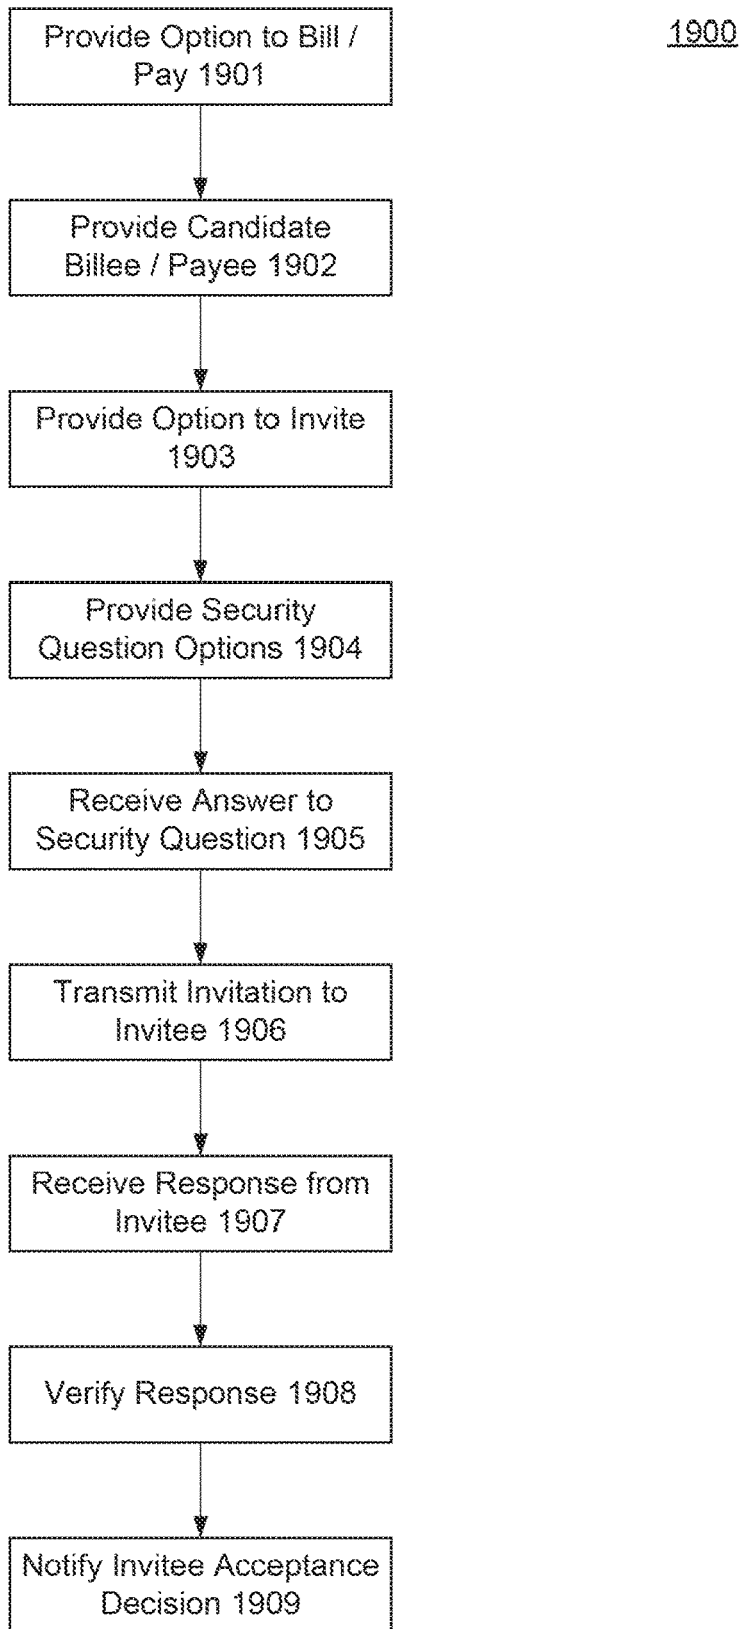 Provide Option to Bill /
Pay 1901
1900
Provide Candidate
Billee / Payee 1902
Provide Option to Invite
1903
Provide Security
Question Options 1904
Receive Answer to
Security Question 1905
Transmit Invitation to
Invitee 1906
Receive Response from
Invitee 1907
Verify Response 1908
Notify Invitee Acceptance
Decision 1909